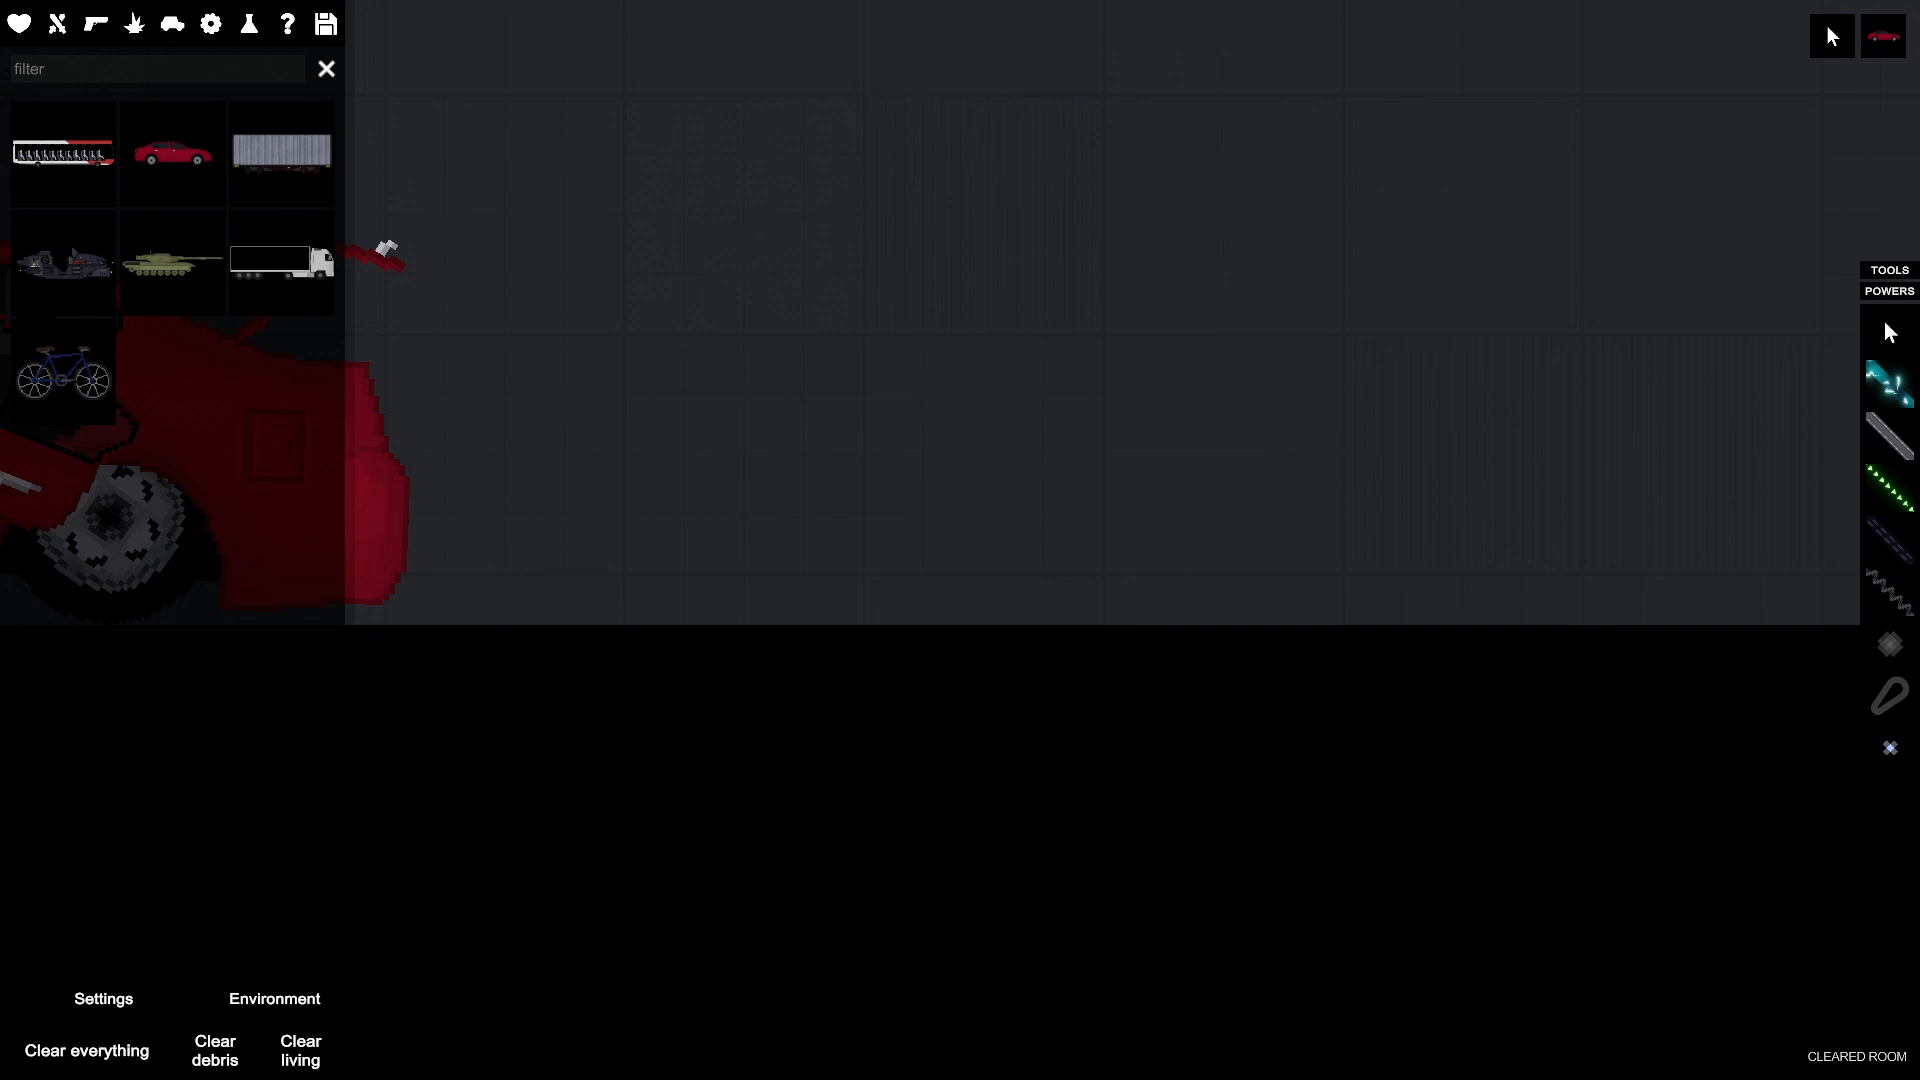 filter
TOOLS
POWERS
Settings
Environment
Clear everything
Clear
debris
Clear
living
CLEARED ROOM